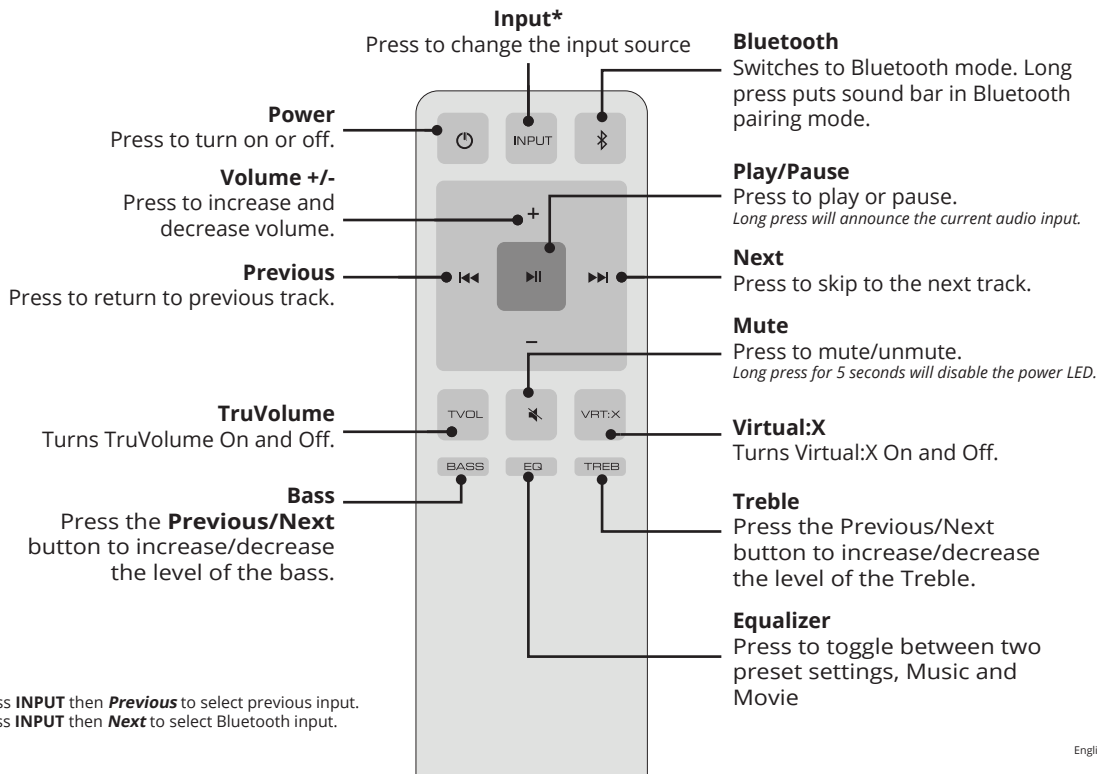 Input*
Press to change the input source
Power
Press to turn on or off.
Volume +/-
Press to increase and
decrease volume.
Previous
Press to return to previous track.
TruVolume
Turns TruVolume On and Off.
Bass
Press the Previous/Next
button to increase/decrease
the level of the bass.
INPUT
+
–
TVOL
VRT:X
BASS
EQ
TREB
Bluetooth
Switches to Bluetooth mode. Long
press puts sound bar in Bluetooth
pairing mode.
Play/Pause
Press to play or pause.
Long press will announce the current audio input.
Next
Press to skip to the next track.
Mute
Press to mute/unmute.
Long press for 5 seconds will disable the power LED.
Virtual:X
Turns Virtual:X On and Off.
Treble
Press the Previous/Next
button to increase/decrease
the level of the Treble.
Equalizer
Press to toggle between two
preset settings, Music and
Movie
ss INPUT then Previous to select previous input.
ss INPUT then Next to select Bluetooth input.
Engli